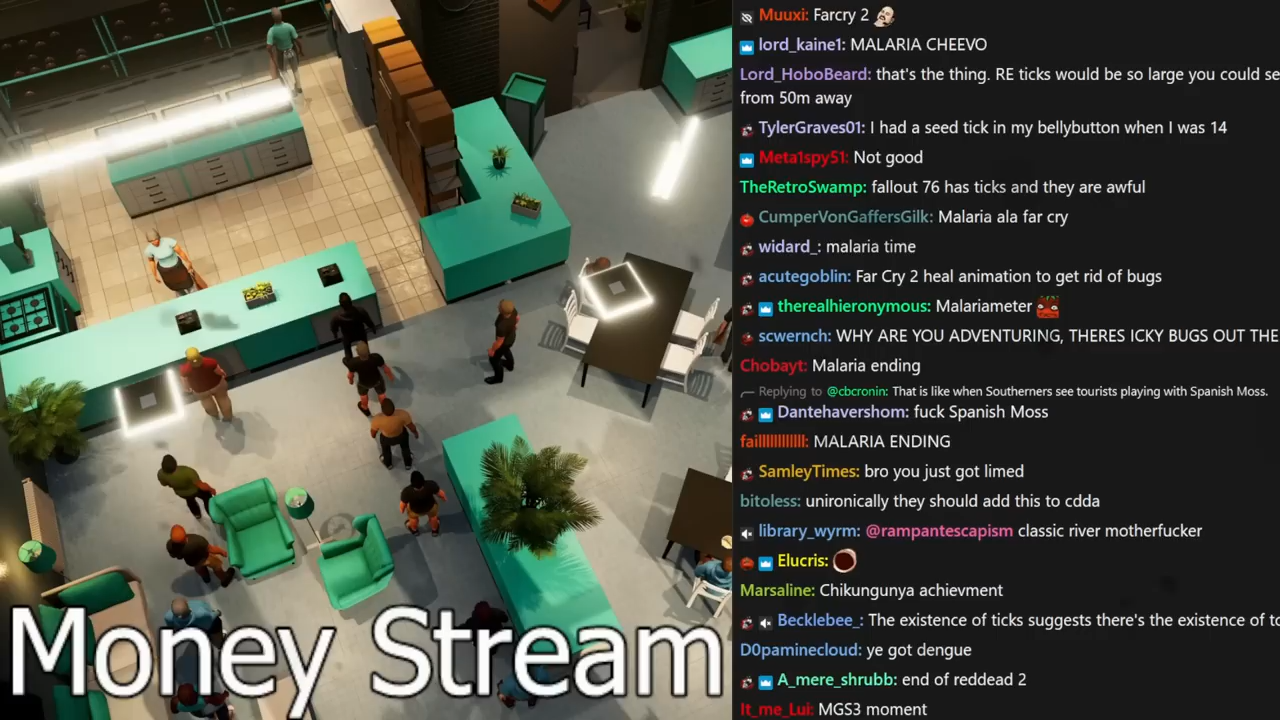 Muuxi: Farcry 2
lord_kaine1: MALARIA CHEEVO
Lord_HoboBeard: that's the thing. RE ticks would be so large you could se
from 50m away
TylerGraves01: I had a seed tick in my bellybutton when I was 14
Meta1spy51: Not good
TheRetroSwamp: fallout 76 has ticks and they are awful
CumperVonGaffersGilk: Malaria ala far cry
widard_: malaria time
acutegoblin: Far Cry 2 heal animation to get rid of bugs
therealhieronymous: Malariameter
scwernch: WHY ARE YOU ADVENTURING, THERES ICKY BUGS OUT THE
Chobayt: Malaria ending
Replying to @cbcronin: That is like when Southerners see tourists playing with Spanish Moss.
Dantehavershom: fuck Spanish Moss
faillllllllllll: MALARIA ENDING
SamleyTimes: bro you just got limed
bitoless: unironically they should add this to cdda
library_wyrm: @rampantescapism classic river motherfucker
Elucris:
Marsaline: Chikungunya achievment
Becklebee_: The existence of ticks suggests there's the existence of to
D0paminecloud: ye got dengue
A_mere_shrubb: end of reddead 2
It_me_Lui: MGS3 moment
Money Stream